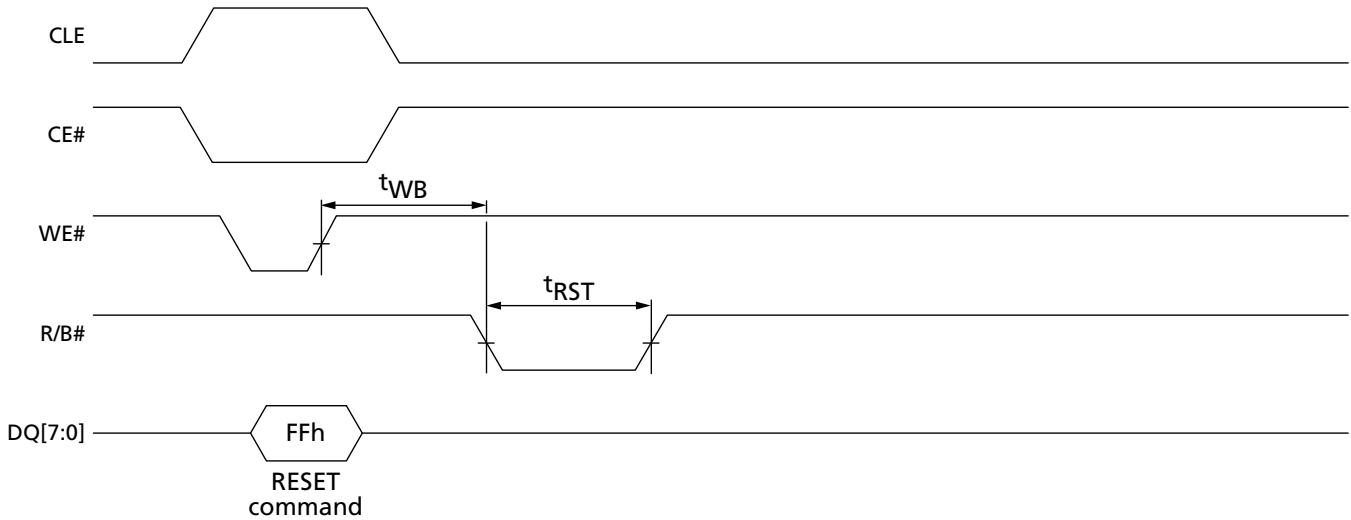 CLE
CE#
tWB
WE#
tRST
R/B#
DQ[7:0]
FFh
RESET
command